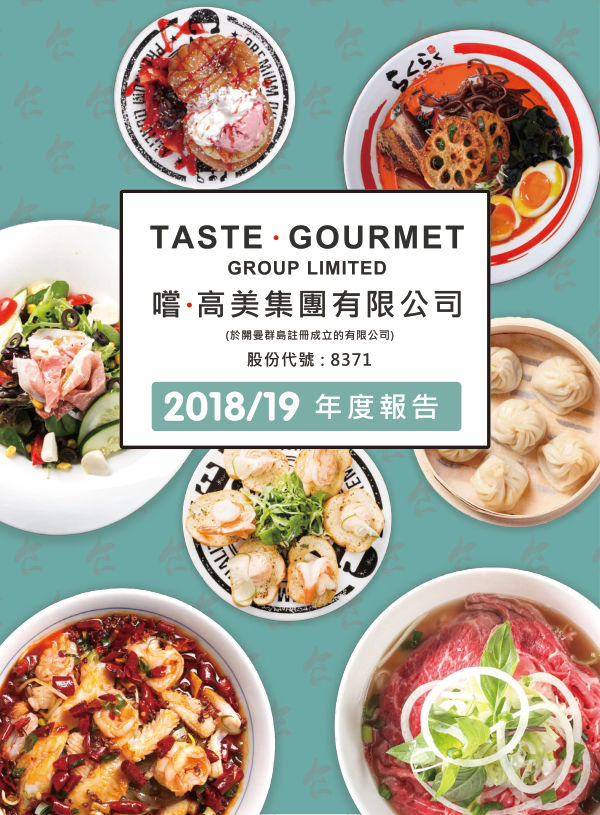 らくらく
TASTE · GOURMET
GROUP LIMITED
嚐·高美集團有限公司
(於開曼群島註冊成立的有限公司)
股份代號 : 8371
2018/19 年度報告